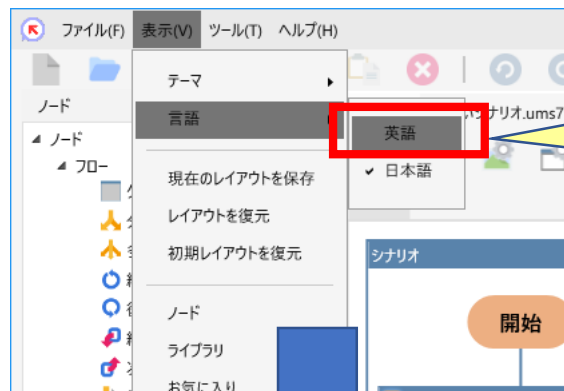 ファイル(F) 表示(V) ツール(T) ヘルプ(H)
テーマ
ノード
言語
シナリオ.ums7
英語
ノード
日本語
フロー
現在のレイアウトを保存
レイアウトを復元
初期レイアウトを復元
シナリオ
ノード
開始
ライブラリ
お気に入り